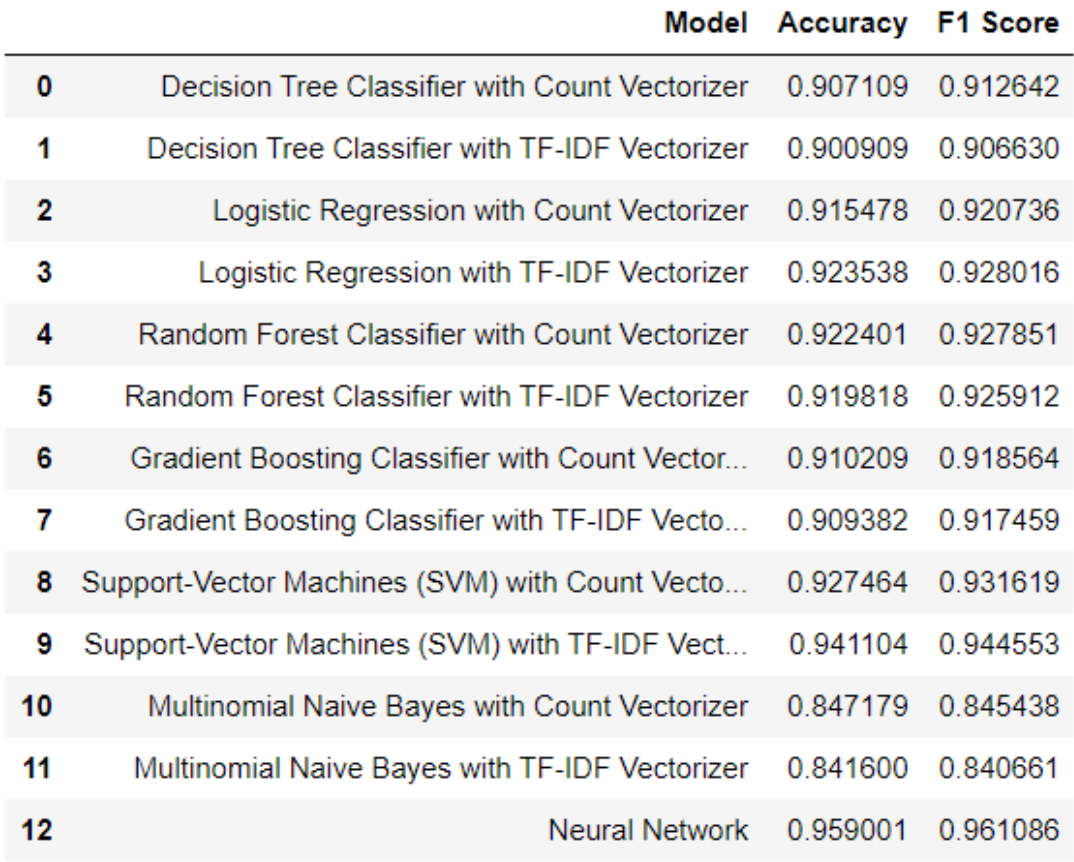 Model Accuracy F1 Score
0 Decision Tree Classifier with Count Vectorizer 0.907109 0.912642
1 Decision Tree Classifier with TF-IDF Vectorizer 0.900909 0.906630
2 Logistic Regression with Count Vectorizer 0.915478 0.920736
3 Logistic Regression with TF-IDF Vectorizer 0.923538 0.928016
4 Random Forest Classifier with Count Vectorizer 0.922401 0.927851
5 Random Forest Classifier with TF-IDF Vectorizer 0.919818 0.925912
6 Gradient Boosting Classifier with Count Vector... 0.910209 0.918564
7 Gradient Boosting Classifier with TF-IDF Vecto... 0.909382 0.917459
8 Support-Vector Machines (SVM) with Count Vecto... 0.927464 0.931619
9 Support-Vector Machines (SVM) with TF-IDF Vect... 0.941104 0.944553
10 Multinomial Naive Bayes with Count Vectorizer 0.847179 0.845438
11 Multinomial Naive Bayes with TF-IDF Vectorizer 0.841600 0.840661
12 Neural Network 0.959001 0.961086